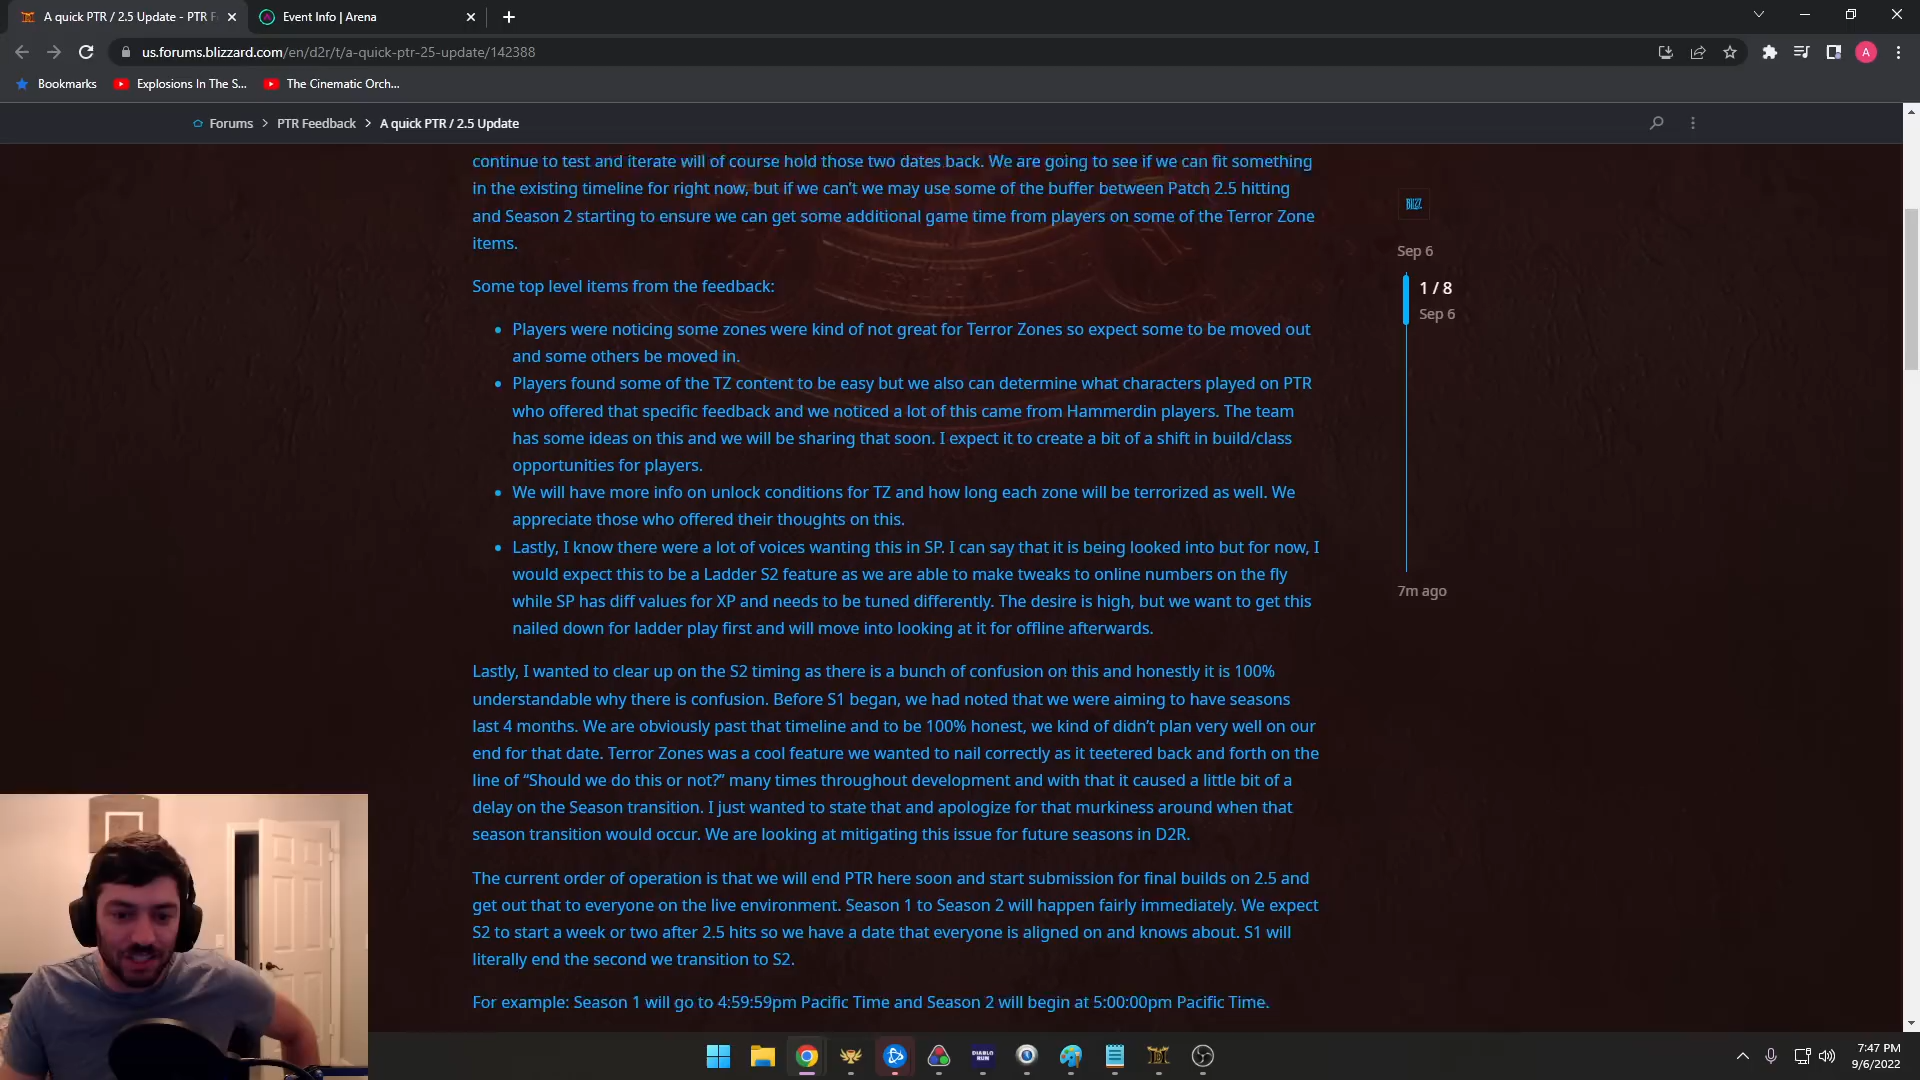 A quick PTR / 2.5 Update - PTR F
Event Info | Arena
us.forums.blizzard.com/en/d2r/t/a-quick-ptr-25-update/142388
A
Bookmarks
Explosions In The S...
The Cinematic Orch...
Forums > PTR Feedback > A quick PTR / 2.5 Update
continue to test and iterate will of course hold those two dates back. We are going to see if we can fit something
in the existing timeline for right now, but if we can't we may use some of the buffer between Patch 2.5 hitting
and Season 2 starting to ensure we can get some additional game time from players on some of the Terror Zone
items.
Some top level items from the feedback:
• Players were noticing some zones were kind of not great for Terror Zones so expect some to be moved out
and some others be moved in.
• Players found some of the TZ content to be easy but we also can determine what characters played on PTR
who offered that specific feedback and we noticed a lot of this came from Hammerdin players. The team
has some ideas on this and we will be sharing that soon. I expect it to create a bit of a shift in build/class
opportunities for players.
• We will have more info on unlock conditions for TZ and how long each zone will be terrorized as well. We
appreciate those who offered their thoughts on this.
• Lastly, I know there were a lot of voices wanting this in SP. I can say that it is being looked into but for now, I
would expect this to be a Ladder S2 feature as we are able to make tweaks to online numbers on the fly
while SP has diff values for XP and needs to be tuned differently. The desire is high, but we want to get this
nailed down for ladder play first and will move into looking at it for offline afterwards.
Lastly, I wanted to clear up on the S2 timing as there is a bunch of confusion on this and honestly it is 100%
understandable why there is confusion. Before S1 began, we had noted that we were aiming to have seasons
last 4 months. We are obviously past that timeline and to be 100% honest, we kind of didn't plan very well on our
end for that date. Terror Zones was a cool feature we wanted to nail correctly as it teetered back and forth on the
line of “Should we do this or not?” many times throughout development and with that it caused a little bit of a
delay on the Season transition. I just wanted to state that and apologize for that murkiness around when that
season transition would occur. We are looking at mitigating this issue for future seasons in D2R.
The current order of operation is that we will end PTR here soon and start submission for final builds on 2.5 and
get out that to everyone on the live environment. Season 1 to Season 2 will happen fairly immediately. We expect
S2 to start a week or two after 2.5 hits so we have a date that everyone is aligned on and knows about. S1 will
literally end the second we transition to S2.
For example: Season 1 will go to 4:59:59pm Pacific Time and Season 2 will begin at 5:00:00pm Pacific Time.
BLIZZ
Sep 6
1 / 8
Sep 6
7m ago
DIABLO
RUN
7:47 PM
9/6/2022